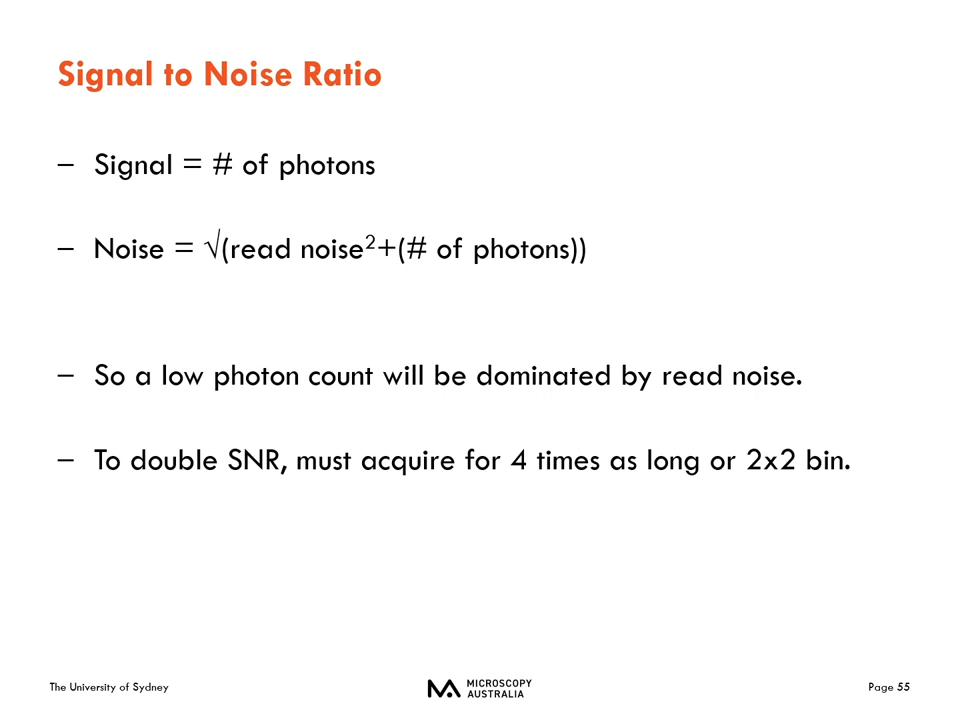 Signal to Noise Ratio
– Signal = # of photons
– Noise = √(read noise²+(# of photons))
– So a low photon count will be dominated by read noise.
– To double SNR, must acquire for 4 times as long or 2x2 bin.
The University of Sydney
MICROSCOPY
AUSTRALIA
Page 55